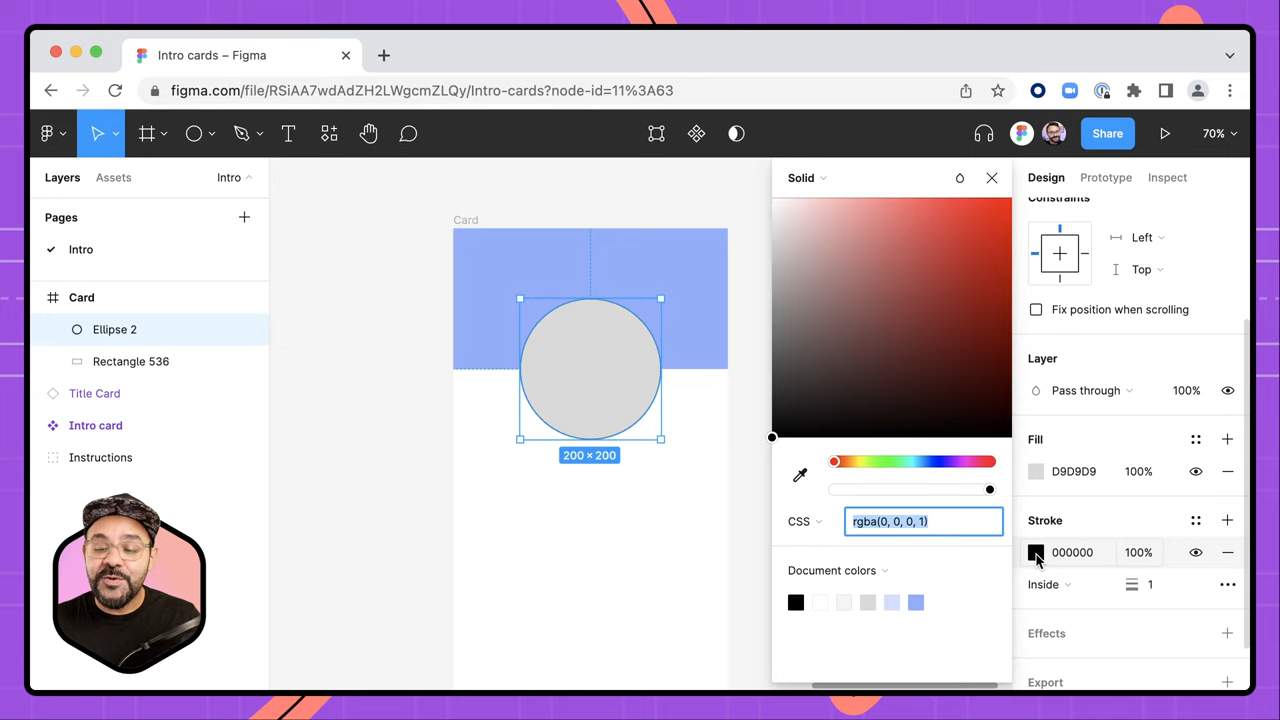 Intro cards – Figma
figma.com/file/RSiAA7wdAdZH2LWgcmZLQy/Intro-cards?node-id=11%3A63
Share
70%
Layers
Assets
Intro
Pages
Intro
Card
Ellipse 2
Rectangle 536
Title Card
Intro card
Instructions
Card
200 × 200
Solid
CSS
rgba(0, 0, 0, 1)
Document colors
Design
Prototype
Inspect
Constraints
Left
Top
Fix position when scrolling
Layer
Pass through
100%
Fill
D9D9D9
100%
Stroke
000000
100%
Inside
1
Effects
Export